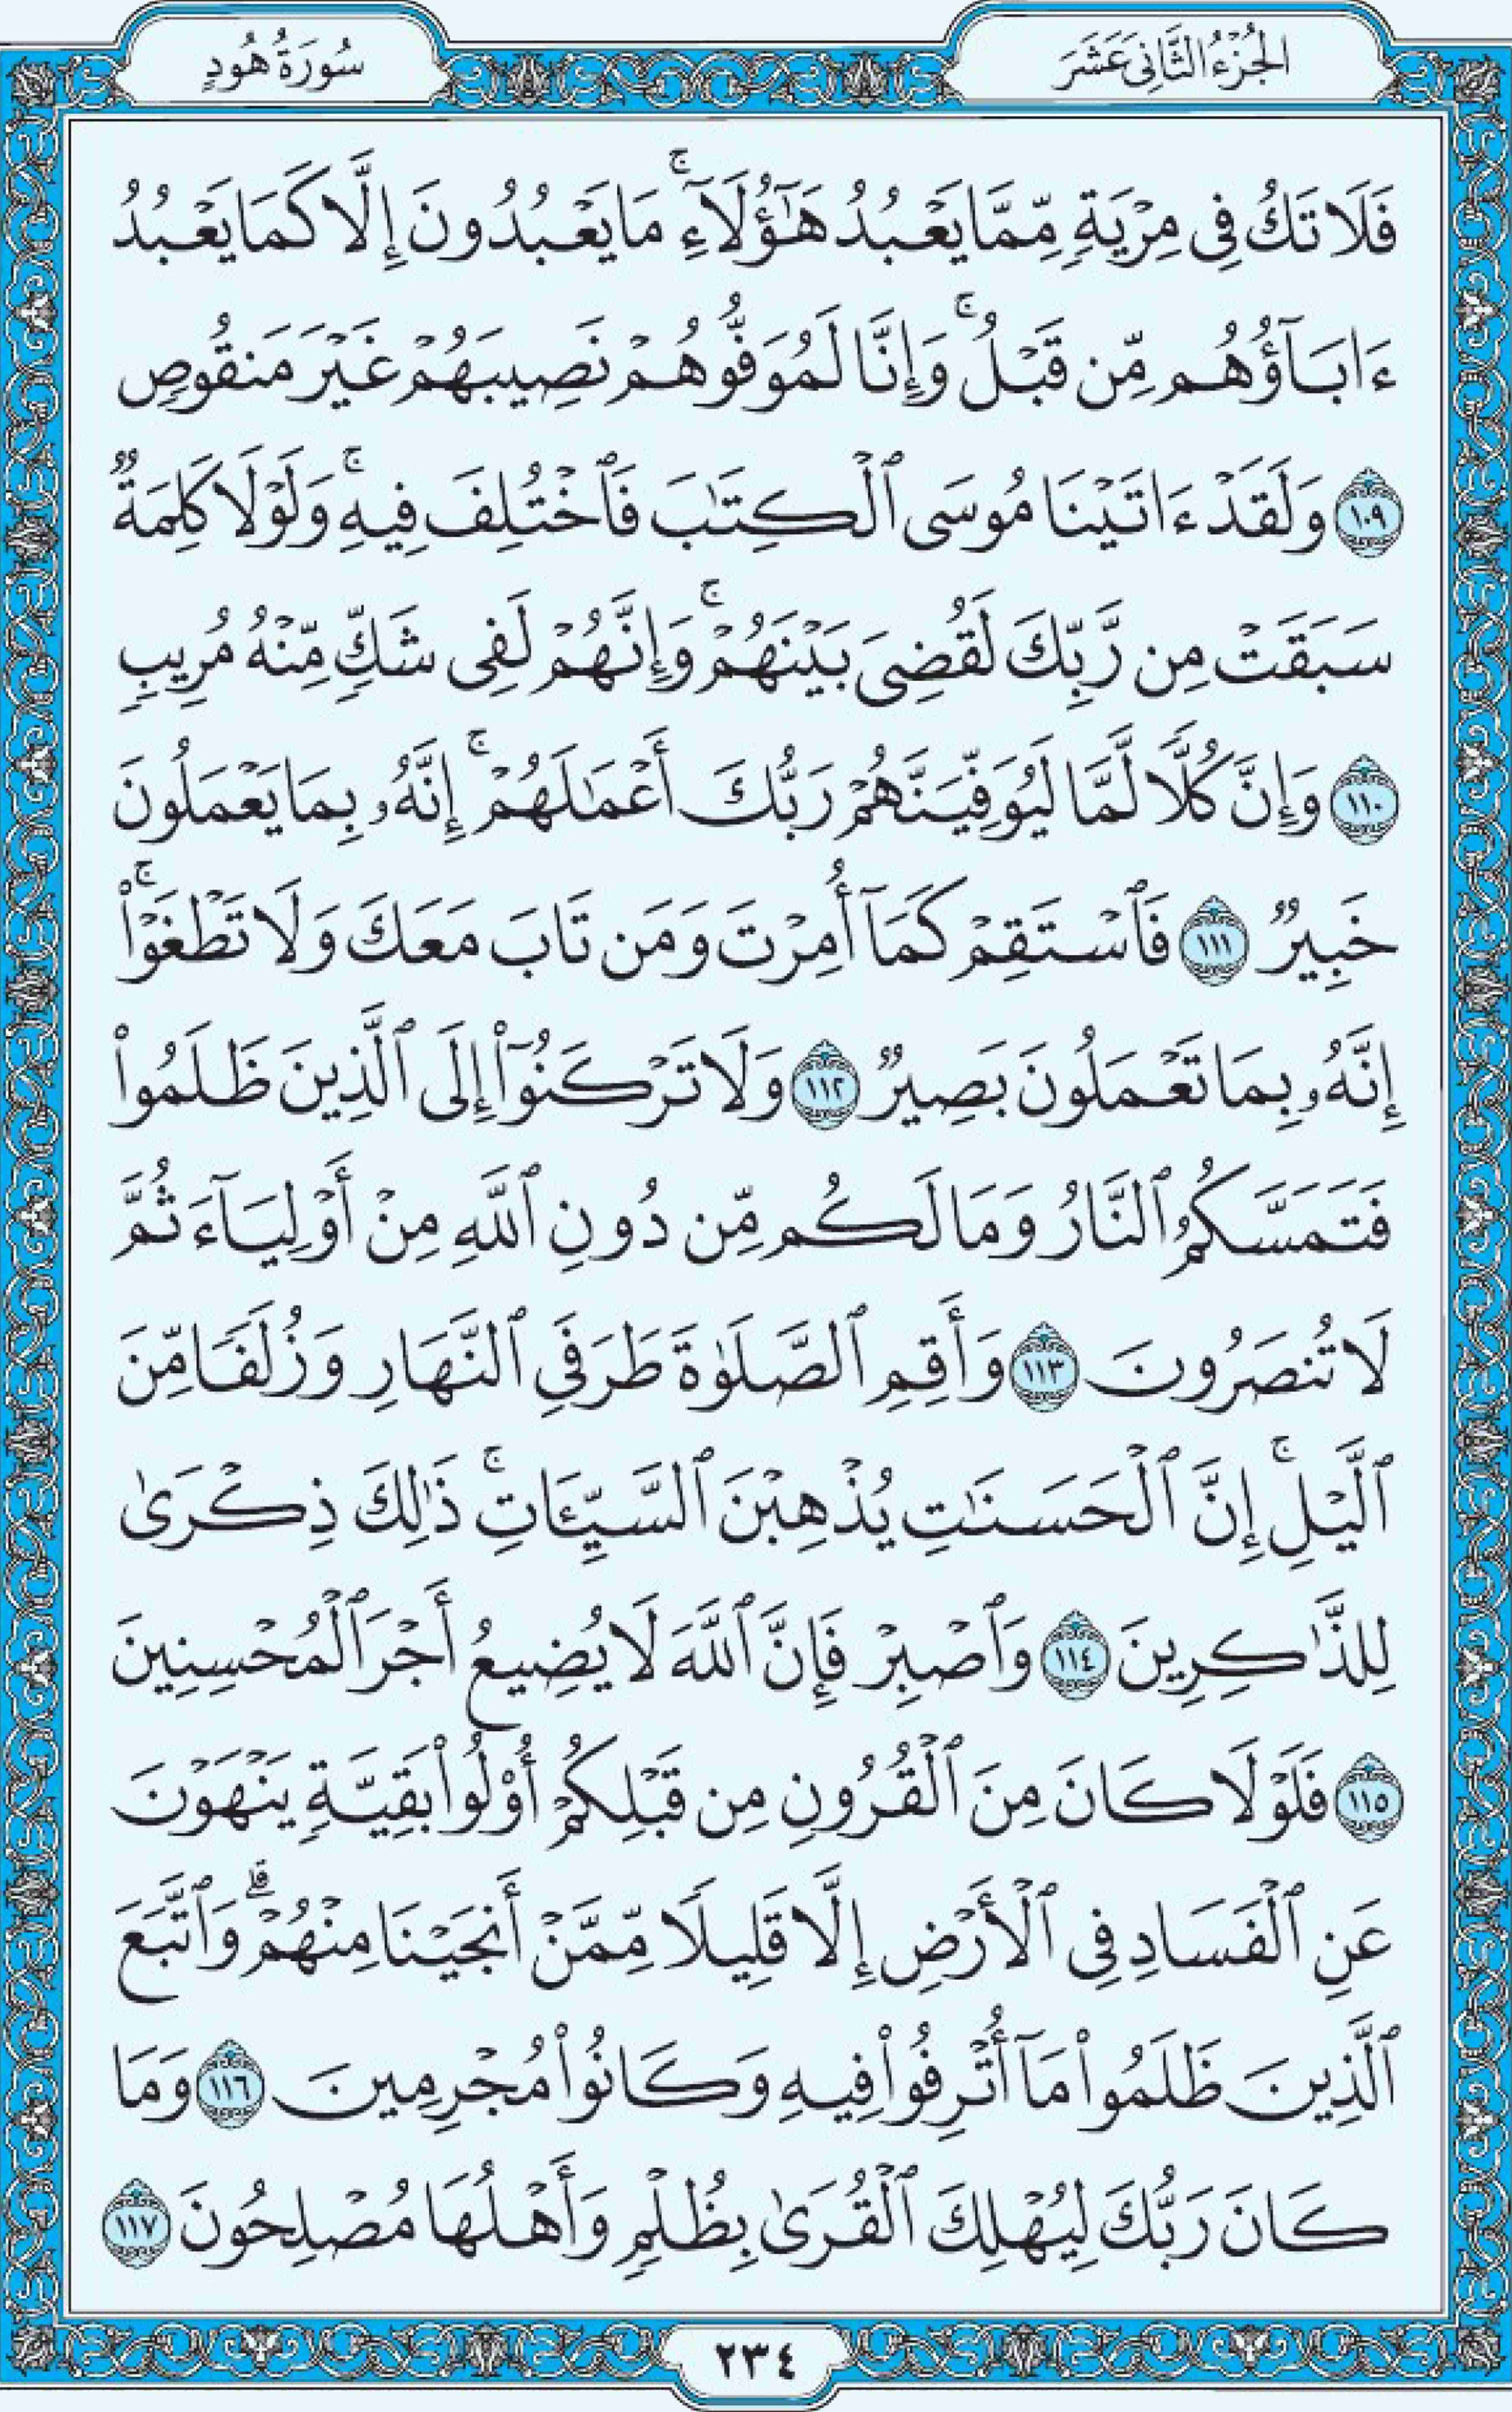 الجُزْءُ الثَّانِي عَشَرَ
سُورَةُ هُودٍ
فَلَا تَكُ فِى مِرْيَةٍ مِّمَّا يَعْبُدُ هَٰٓؤُلَآءِۚ مَا يَعْبُدُونَ إِلَّا كَمَا يَعْبُدُ
ءَابَآؤُهُم مِّن قَبْلُۚ وَإِنَّا لَمُوَفُّوهُمْ نَصِيبَهُمْ غَيْرَ مَنقُوصٍ
١٠٩ وَلَقَدْ ءَاتَيْنَا مُوسَى ٱلْكِتَٰبَ فَٱخْتُلِفَ فِيهِۚ وَلَوْلَا كَلِمَةٌ
سَبَقَتْ مِن رَّبِّكَ لَقُضِىَ بَيْنَهُمْۚ وَإِنَّهُمْ لَفِى شَكٍّ مِّنْهُ مُرِيبٍ
١١٠ وَإِنَّ كُلًّا لَّمَّا لَيُوَفِّيَنَّهُمْ رَبُّكَ أَعْمَٰلَهُمْۚ إِنَّهُۥ بِمَا يَعْمَلُونَ
خَبِيرٌ ١١١ فَٱسْتَقِمْ كَمَآ أُمِرْتَ وَمَن تَابَ مَعَكَ وَلَا تَطْغَوْا۟ۚ
إِنَّهُۥ بِمَا تَعْمَلُونَ بَصِيرٌ ١١٢ وَلَا تَرْكَنُوٓا۟ إِلَى ٱلَّذِينَ ظَلَمُوا۟
فَتَمَسَّكُمُ ٱلنَّارُ وَمَا لَكُم مِّن دُونِ ٱللَّهِ مِنْ أَوْلِيَآءَ ثُمَّ
لَا تُنصَرُونَ ١١٣ وَأَقِمِ ٱلصَّلَوٰةَ طَرَفَىِ ٱلنَّهَارِ وَزُلَفًا مِّنَ
ٱلَّيْلِۚ إِنَّ ٱلْحَسَنَٰتِ يُذْهِبْنَ ٱلسَّيِّـَٔاتِۚ ذَٰلِكَ ذِكْرَىٰ
لِلذَّٰكِرِينَ ١١٤ وَٱصْبِرْ فَإِنَّ ٱللَّهَ لَا يُضِيعُ أَجْرَ ٱلْمُحْسِنِينَ
١١٥ فَلَوْلَا كَانَ مِنَ ٱلْقُرُونِ مِن قَبْلِكُمْ أُو۟لُوا۟ بَقِيَّةٍ يَنْهَوْنَ
عَنِ ٱلْفَسَادِ فِى ٱلْأَرْضِ إِلَّا قَلِيلًا مِّمَّنْ أَنجَيْنَا مِنْهُمْۗ وَٱتَّبَعَ
ٱلَّذِينَ ظَلَمُوا۟ مَآ أُتْرِفُوا۟ فِيهِ وَكَانُوا۟ مُجْرِمِينَ ١١٦ وَمَا
كَانَ رَبُّكَ لِيُهْلِكَ ٱلْقُرَىٰ بِظُلْمٍ وَأَهْلُهَا مُصْلِحُونَ ١١٧
٢٣٤